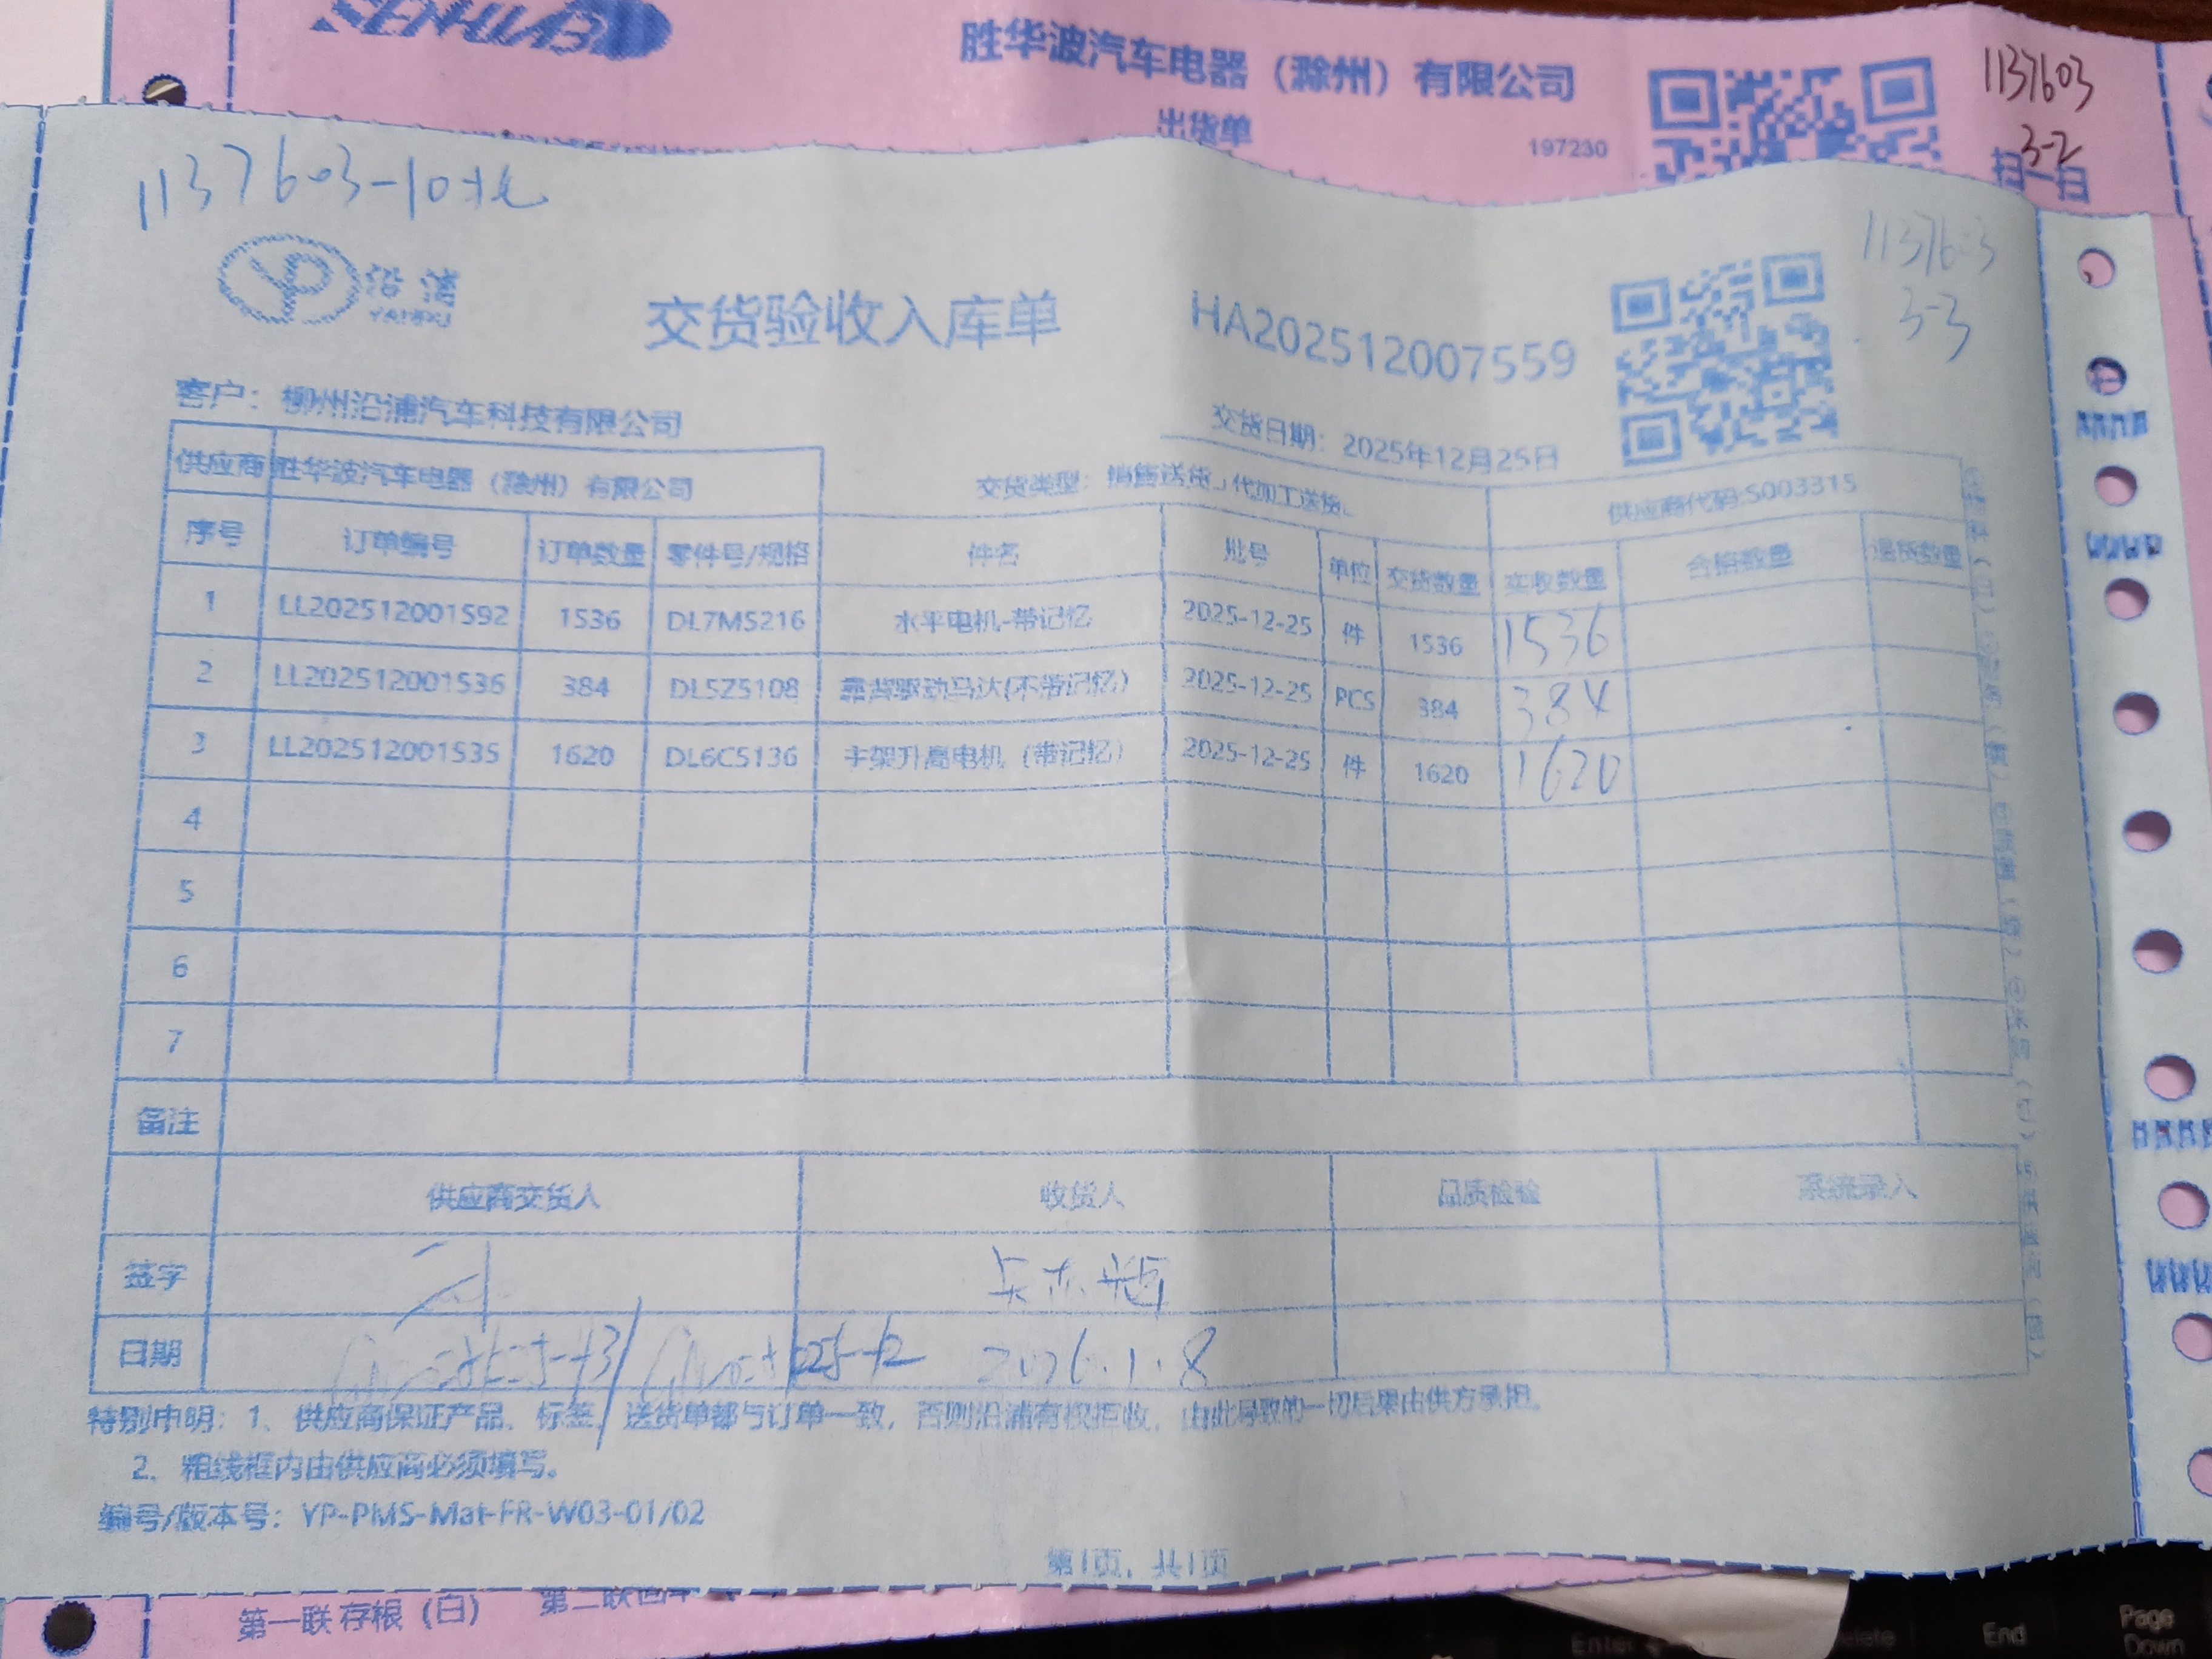 SENHWA
胜华波汽车电器（滁州）有限公司
出货单
197230
1137603
3-2
扫一扫
1137603-10托
1137603
3-3
沿浦
YANPU
交货验收入库单
HA202512007559
客户：柳州沿浦汽车科技有限公司
交货日期：2025年12月25日
供应商 胜华波汽车电器（滁州）有限公司 交货类型：销售送货 代加工送货 供应商代码:S003315
序号 订单编号 订单数量 零件号/规格 件名 批号 单位 交货数量 实收数量 合格数量 退货数量
1 LL202512001592 1536 DL7M5216 水平电机-带记忆 2025-12-25 件 1536 1536
2 LL202512001536 384 DL5Z5108 靠背驱动马达(不带记忆) 2025-12-25 PCS 384 384
3 LL202512001535 1620 DL6C5136 主架升高电机（带记忆） 2025-12-25 件 1620 1620
4
5
6
7
备注
供应商交货人 收货人 品质检验 系统录入
签字
日期 2026.1.8
特别申明：1、供应商保证产品、标签、送货单都与订单一致，否则沿浦有权拒收，由此导致的一切后果由供方承担。
2、粗线框内由供应商必须填写。
编号/版本号：YP-PMS-Mat-FR-W03-01/02
第1页，共1页
第一联存根（白）
Enter
End
Page
Down